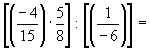 [(-4/15) · 5/8] : [(1/-6)] =